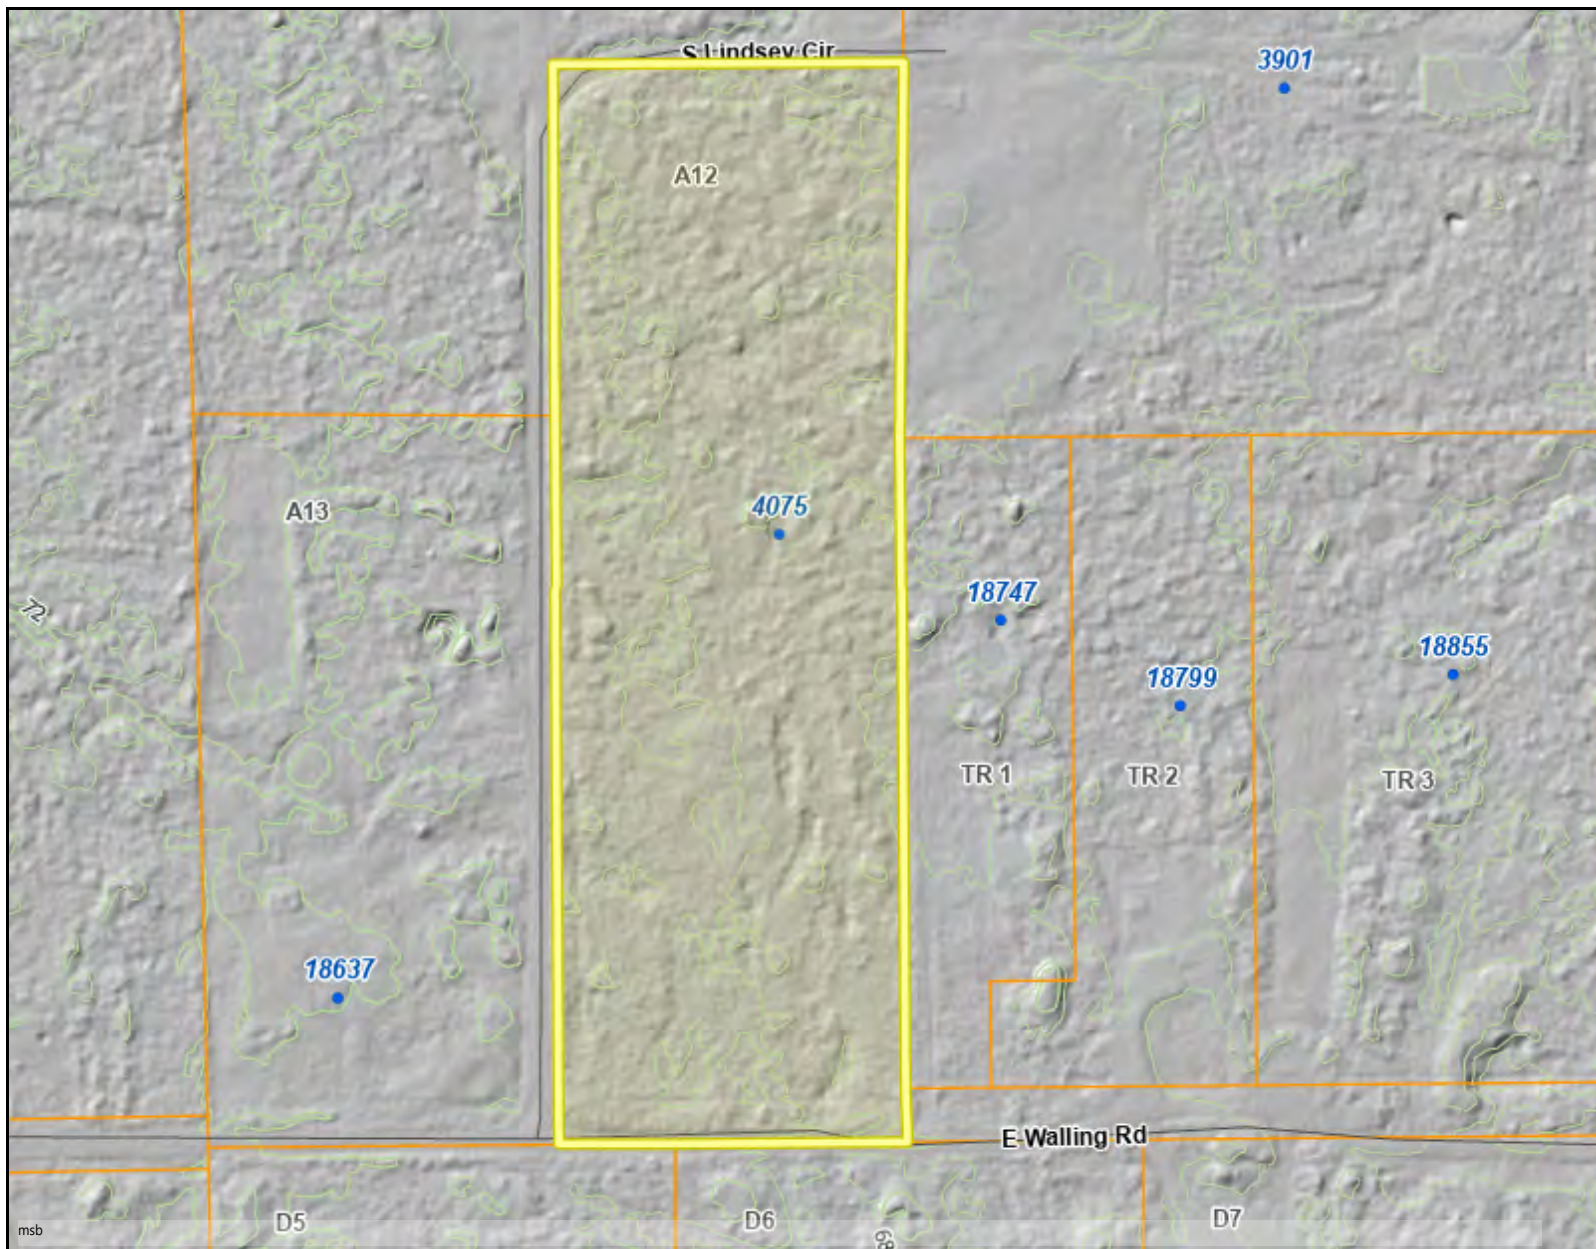 S Lindsey Cir
3901
A12
4075
A13
18747
72
18799
18855
TR 1
TR 2
TR 3
18637
E Walling Rd
D5
D6
D7
msb